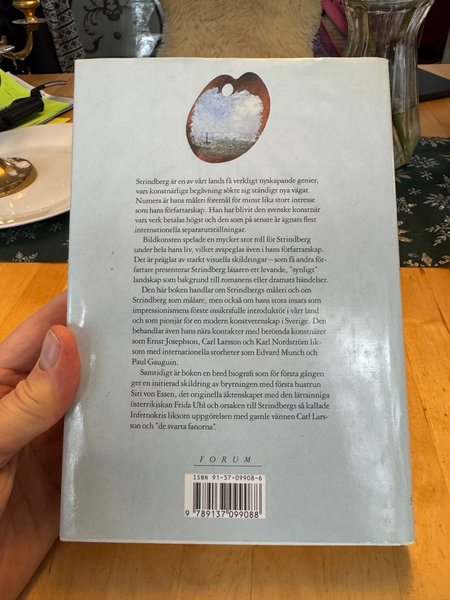 Strindberg är en av vårt lands få verkligt nyskapande genier,
vars konstnärliga begåvning sökte sig ständigt nya vägar.
Numera är hans måleri föremål för minst lika stort intresse
som hans författarskap. Han har blivit den svenske konstnär
vars verk betalas högst och den som på senare år ägnats flest
internationella separatutställningar.
Bildkonsten spelade en mycket stor roll för Strindberg
under hela hans liv, vilket avspeglas även i hans författarskap.
Det är präglat av starkt visuella skildringar – som få andra för-
fattare presenterar Strindberg läsaren ett levande, "synligt"
landskap som bakgrund till romanens eller dramats händelser.
Den här boken handlar om Strindbergs måleri och om
Strindberg som målare, men också om hans stora insats som
impressionismens förste insiktsfulle introduktör i vårt land
och som pionjär för en modern konstvetenskap i Sverige. Den
behandlar även hans nära kontakter med berömda konstnärer
som Ernst Josephson, Carl Larsson och Karl Nordström lik-
som med internationella storheter som Edvard Munch och
Paul Gauguin.
Samtidigt är boken en bred biografi som för första gången
ger en initierad skildring av brytningen med första hustrun
Siri von Essen, det originella äktenskapet med den lättsinniga
österrikiskan Frida Uhl och orsaken till Strindbergs så kallade
Infernokris liksom uppgörelsen med gamle vännen Carl Lars-
son och "de svarta fanorna".
FORUM
ISBN 91-37-09908-6
9 789137 099088